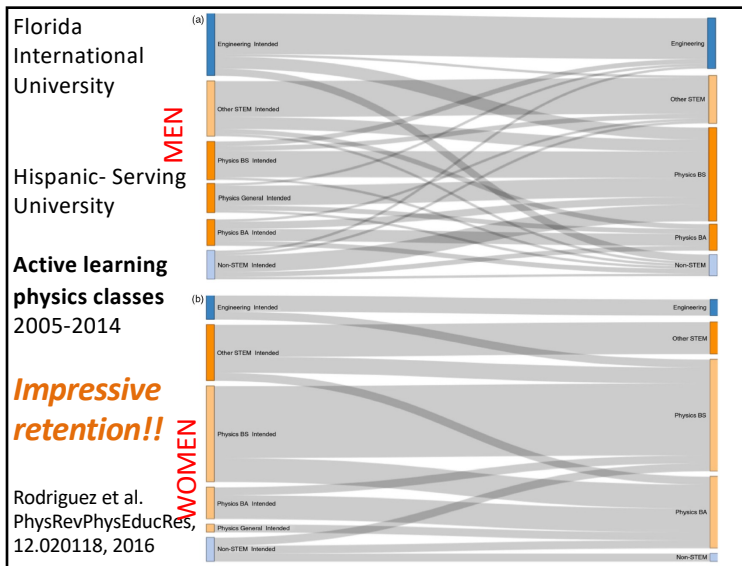 Florida
International
University
Hispanic- Serving
University
Active learning
physics classes
2005-2014
Impressive
retention!!
Rodriguez et al.
PhysRevPhysEducRes,
12.020118, 2016
MEN
(a)
Engineering Intended
Other STEM Intended
Physics BS Intended
Physics General Intended
Physics BA Intended
Non-STEM Intended
Engineering
Other STEM
Physics BS
Physics BA
Non-STEM
WOMEN
(b)
Engineering Intended
Other STEM Intended
Physics BS Intended
Physics BA Intended
Physics General Intended
Non-STEM Intended
Engineering
Other STEM
Physics BS
Physics BA
Non-STEM